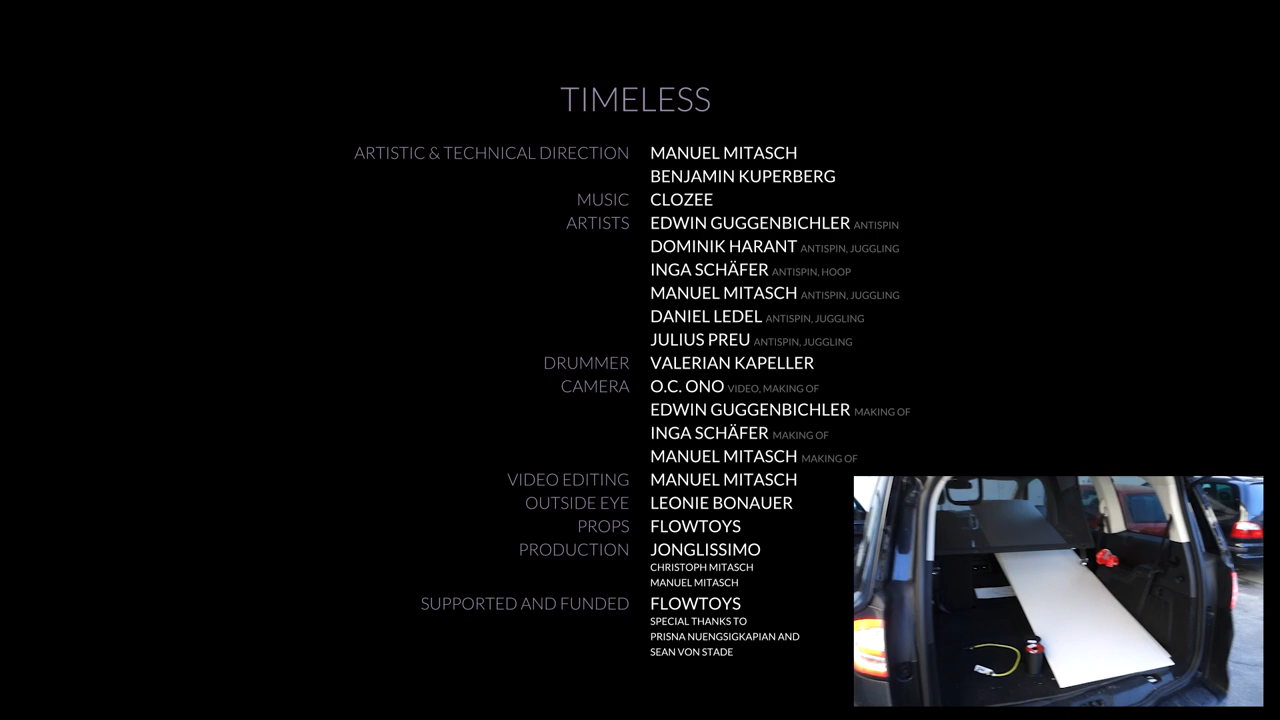 TIMELESS
ARTISTIC & TECHNICAL DIRECTION MANUEL MITASCH
BENJAMIN KUPERBERG
MUSIC CLOZEE
ARTISTS EDWIN GUGGENBICHLER ANTISPIN
DOMINIK HARANT ANTISPIN, JUGGLING
INGA SCHÄFER ANTISPIN, HOOP
MANUEL MITASCH ANTISPIN, JUGGLING
DANIEL LEDEL ANTISPIN, JUGGLING
JULIUS PREU ANTISPIN, JUGGLING
DRUMMER VALERIAN KAPELLER
CAMERA O.C. ONO VIDEO, MAKING OF
EDWIN GUGGENBICHLER MAKING OF
INGA SCHÄFER MAKING OF
MANUEL MITASCH MAKING OF
VIDEO EDITING MANUEL MITASCH
OUTSIDE EYE LEONIE BONAUER
PROPS FLOWTOYS
PRODUCTION JONGLISSIMO
CHRISTOPH MITASCH
MANUEL MITASCH
SUPPORTED AND FUNDED FLOWTOYS
SPECIAL THANKS TO
PRISNA NUENGSIGKAPIAN AND
SEAN VON STADE